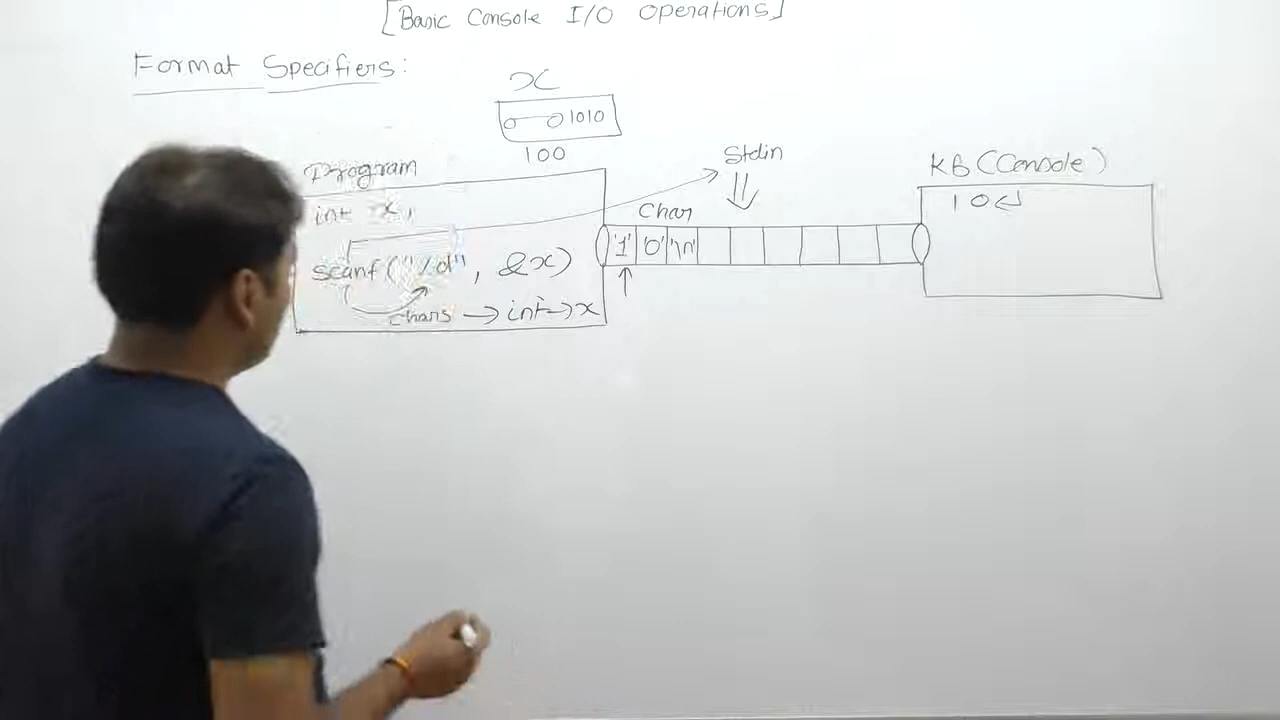 [Basic Console I/O Operations]
Format Specifiers:
x
0—01010
100
Program
Stdin
KB (Console)
int x;
Char
10↵
scanf("%d", &x)
'1' '0' '\n'
chars → int → x